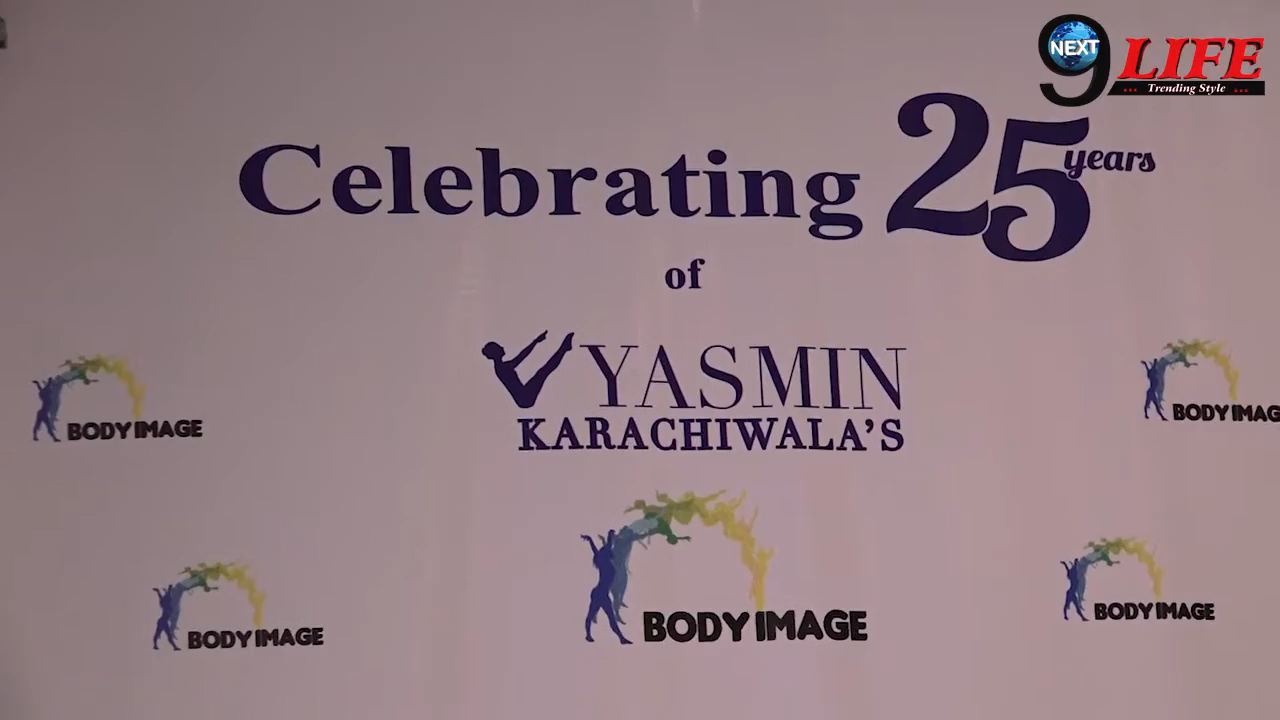 NEXT 9 LIFE
... Trending Style ...
Celebrating 25 years
of
YASMIN
KARACHIWALA'S
BODY IMAGE
BODY IMAG
BODY IMAGE
BODY IMAGE
BODY IMAGE